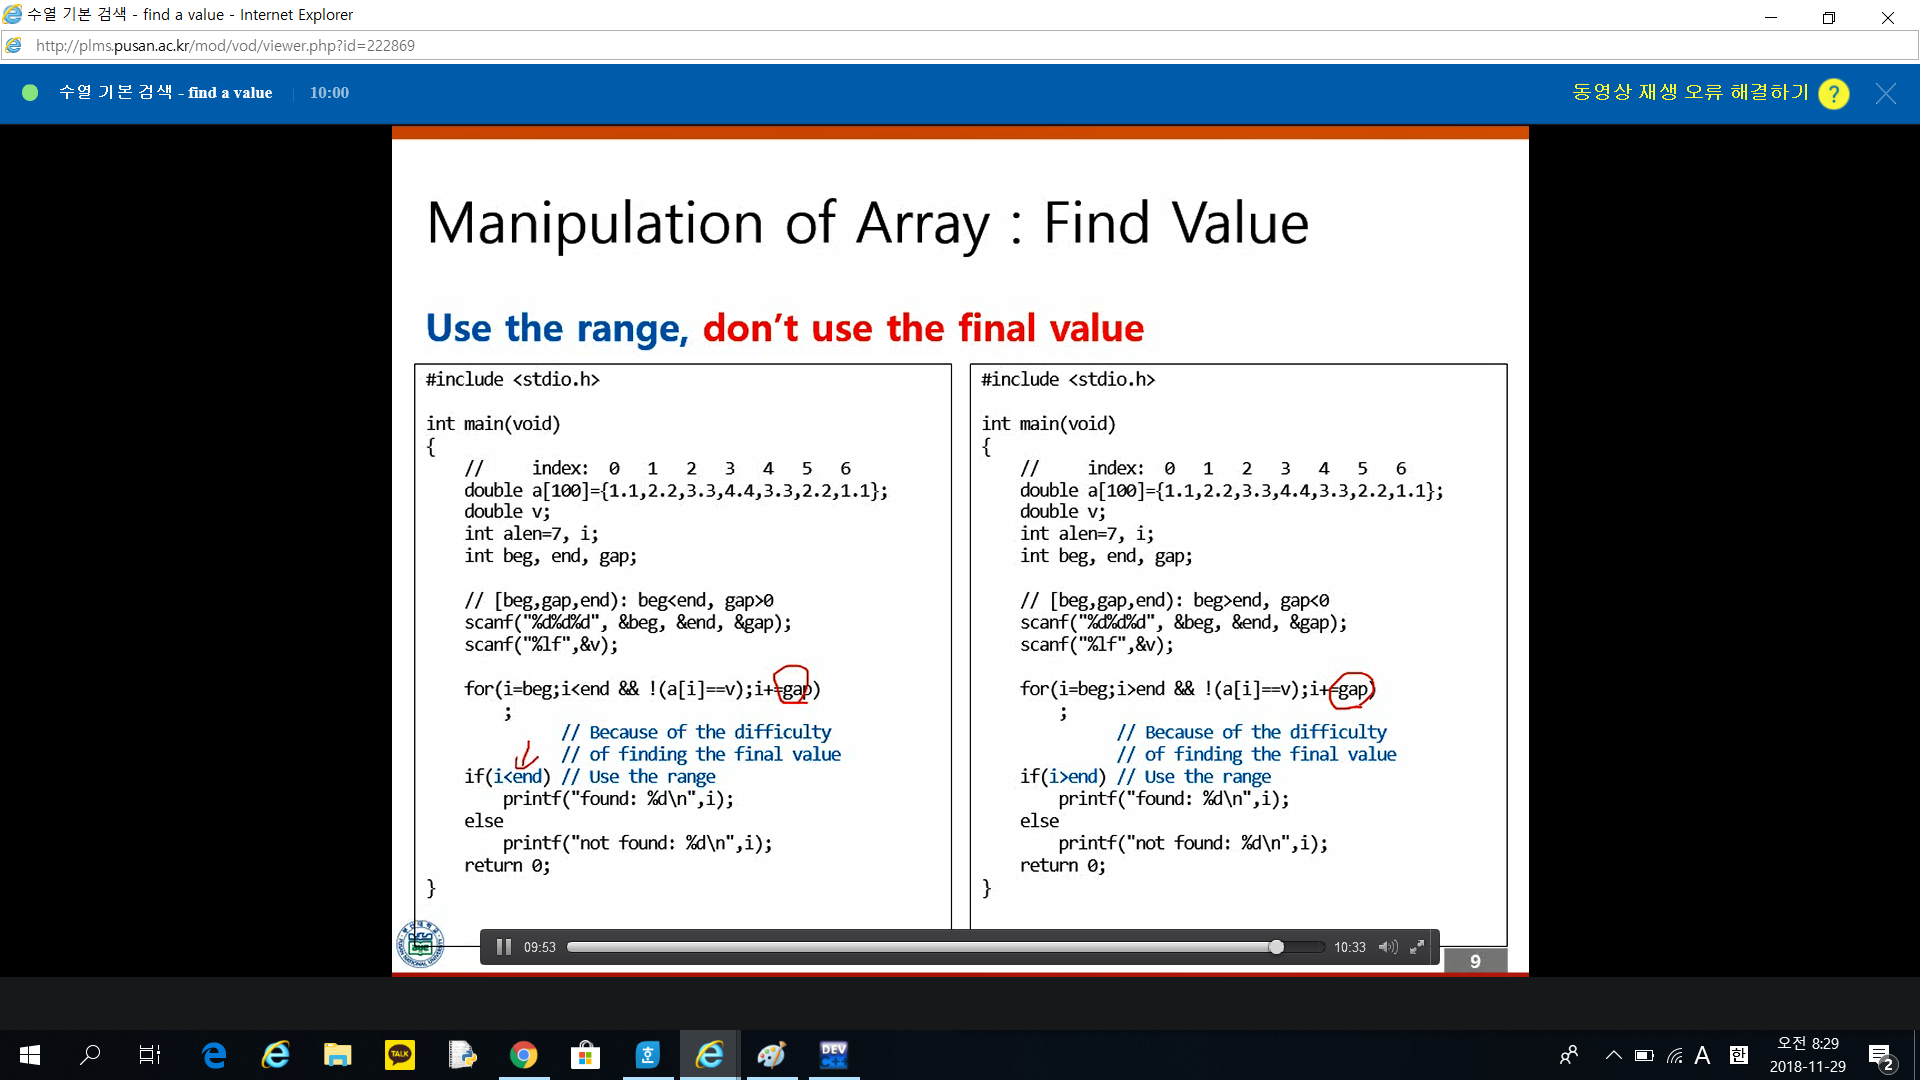 수열 기본 검색 - find a value - Internet Explorer
http://plms.pusan.ac.kr/mod/vod/viewer.php?id=222869
수열 기본 검색 - find a value | 10:00
동영상 재생 오류 해결하기 ?
Manipulation of Array : Find Value
Use the range, don't use the final value
#include <stdio.h>
int main(void)
{
//     index:  0   1   2   3   4   5   6
double a[100]={1.1,2.2,3.3,4.4,3.3,2.2,1.1};
double v;
int alen=7, i;
int beg, end, gap;
// [beg,gap,end): beg<end, gap>0
scanf("%d%d%d", &beg, &end, &gap);
scanf("%lf",&v);
for(i=beg;i<end && !(a[i]==v);i+=gap)
;
// Because of the difficulty
// of finding the final value
if(i<end) // Use the range
printf("found: %d\n",i);
else
printf("not found: %d\n",i);
return 0;
}
#include <stdio.h>
int main(void)
{
//     index:  0   1   2   3   4   5   6
double a[100]={1.1,2.2,3.3,4.4,3.3,2.2,1.1};
double v;
int alen=7, i;
int beg, end, gap;
// [beg,gap,end): beg>end, gap<0
scanf("%d%d%d", &beg, &end, &gap);
scanf("%lf",&v);
for(i=beg;i>end && !(a[i]==v);i+=gap)
;
// Because of the difficulty
// of finding the final value
if(i>end) // Use the range
printf("found: %d\n",i);
else
printf("not found: %d\n",i);
return 0;
}
09:53
10:33
9
TALK
호
DEV
C++
A
한
오전 8:29
2018-11-29
2